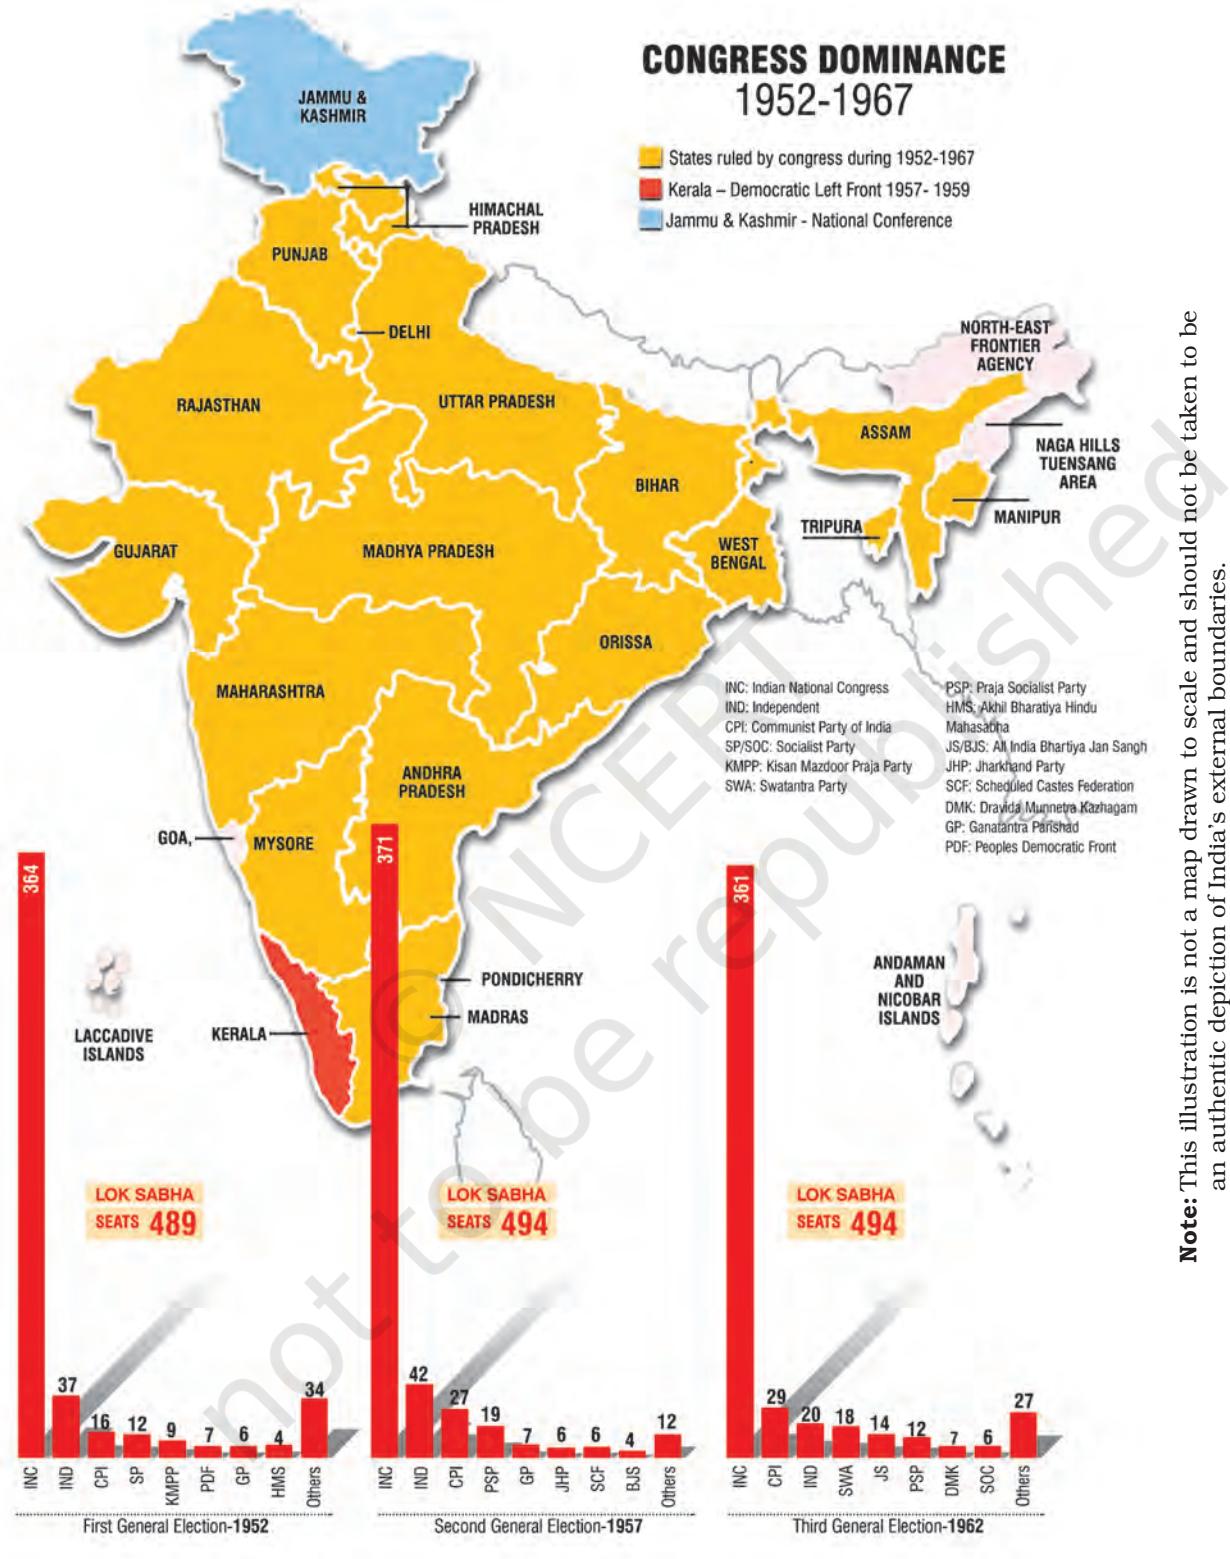 CONGRESS DOMINANCE
1952-1967
States ruled by congress during 1952-1967
Kerala – Democratic Left Front 1957- 1959
Jammu & Kashmir - National Conference
JAMMU &
KASHMIR
HIMACHAL
PRADESH
PUNJAB
DELHI
RAJASTHAN
UTTAR PRADESH
NORTH-EAST
FRONTIER
AGENCY
ASSAM
NAGA HILLS
TUENSANG
AREA
BIHAR
MANIPUR
TRIPURA
GUJARAT
MADHYA PRADESH
WEST
BENGAL
ORISSA
MAHARASHTRA
ANDHRA
PRADESH
GOA,
MYSORE
PONDICHERRY
MADRAS
KERALA
LACCADIVE
ISLANDS
ANDAMAN
AND
NICOBAR
ISLANDS
INC: Indian National Congress
IND: Independent
CPI: Communist Party of India
SP/SOC: Socialist Party
KMPP: Kisan Mazdoor Praja Party
SWA: Swatantra Party
PSP: Praja Socialist Party
HMS: Akhil Bharatiya Hindu
Mahasabha
JS/BJS: All India Bhartiya Jan Sangh
JHP: Jharkhand Party
SCF: Scheduled Castes Federation
DMK: Dravida Munnetra Kazhagam
GP: Ganatantra Parishad
PDF: Peoples Democratic Front
LOK SABHA
SEATS 489
364
37
16
12
9
7
6
4
34
INC
IND
CPI
SP
KMPP
PDF
GP
HMS
Others
First General Election-1952
LOK SABHA
SEATS 494
371
42
27
19
7
6
6
4
12
INC
IND
CPI
PSP
GP
JHP
SCF
BJS
Others
Second General Election-1957
LOK SABHA
SEATS 494
361
29
20
18
14
12
7
6
27
INC
CPI
IND
SWA
JS
PSP
DMK
SOC
Others
Third General Election-1962
Note: This illustration is not a map drawn to scale and should not be taken to be
an authentic depiction of India's external boundaries.
© NCERT
not to be republished